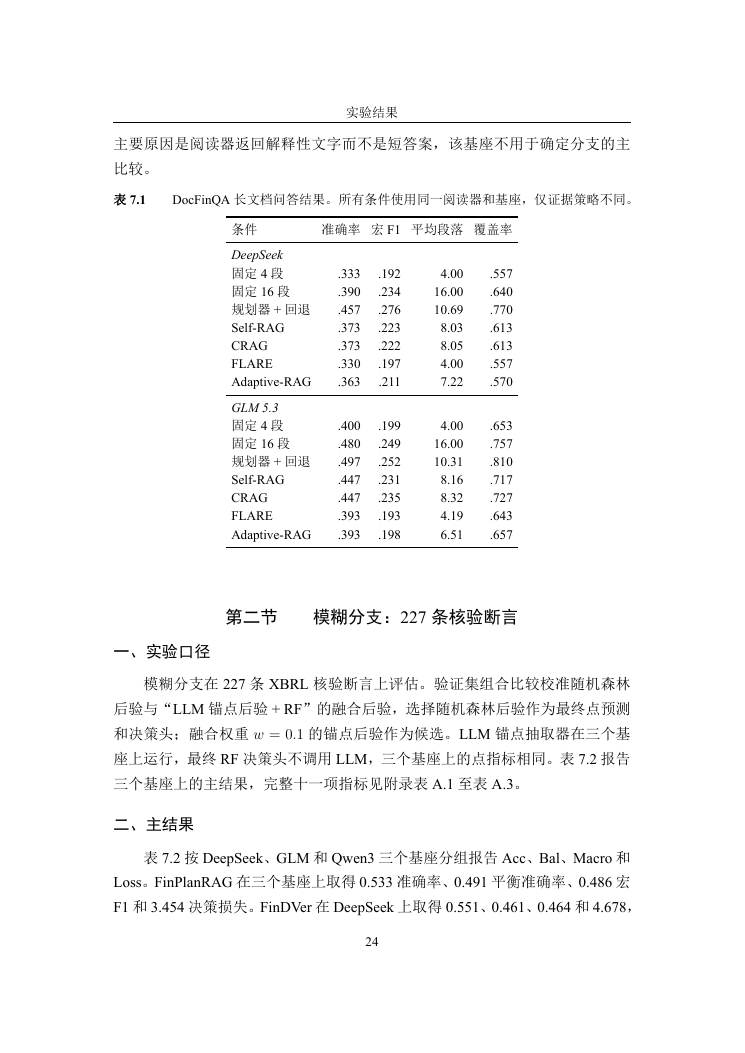 实验结果
主要原因是阅读器返回解释性文字而不是短答案，该基座不用于确定分支的主
比较。
表 7.1 DocFinQA 长文档问答结果。所有条件使用同一阅读器和基座，仅证据策略不同。
条件 准确率 宏 F1 平均段落 覆盖率
DeepSeek
固定 4 段 .333 .192 4.00 .557
固定 16 段 .390 .234 16.00 .640
规划器 + 回退 .457 .276 10.69 .770
Self-RAG .373 .223 8.03 .613
CRAG .373 .222 8.05 .613
FLARE .330 .197 4.00 .557
Adaptive-RAG .363 .211 7.22 .570
GLM 5.3
固定 4 段 .400 .199 4.00 .653
固定 16 段 .480 .249 16.00 .757
规划器 + 回退 .497 .252 10.31 .810
Self-RAG .447 .231 8.16 .717
CRAG .447 .235 8.32 .727
FLARE .393 .193 4.19 .643
Adaptive-RAG .393 .198 6.51 .657
第二节 模糊分支：227 条核验断言
一、实验口径
模糊分支在 227 条 XBRL 核验断言上评估。验证集组合比较校准随机森林
后验与“LLM 锚点后验 + RF”的融合后验，选择随机森林后验作为最终点预测
和决策头；融合权重 w = 0.1 的锚点后验作为候选。LLM 锚点抽取器在三个基
座上运行，最终 RF 决策头不调用 LLM，三个基座上的点指标相同。表 7.2 报告
三个基座上的主结果，完整十一项指标见附录表 A.1 至表 A.3。
二、主结果
表 7.2 按 DeepSeek、GLM 和 Qwen3 三个基座分组报告 Acc、Bal、Macro 和
Loss。FinPlanRAG 在三个基座上取得 0.533 准确率、0.491 平衡准确率、0.486 宏
F1 和 3.454 决策损失。FinDVer 在 DeepSeek 上取得 0.551、0.461、0.464 和 4.678，
24